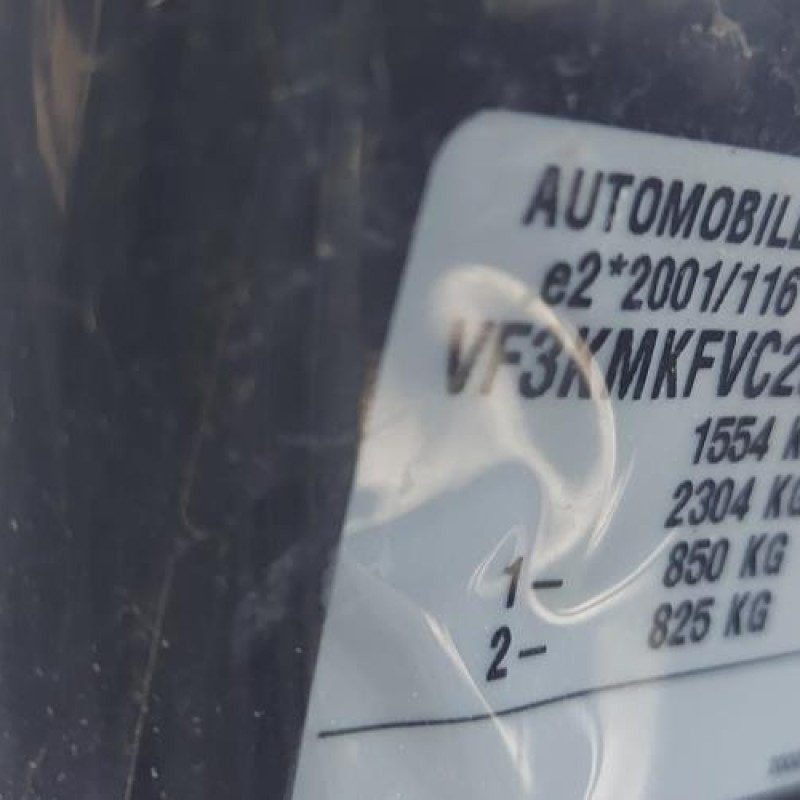 AUTOMOBILE
e2*2001/116
VF3KMKFVC2
1554 K
2304 KG
1- 850 KG
2- 825 KG